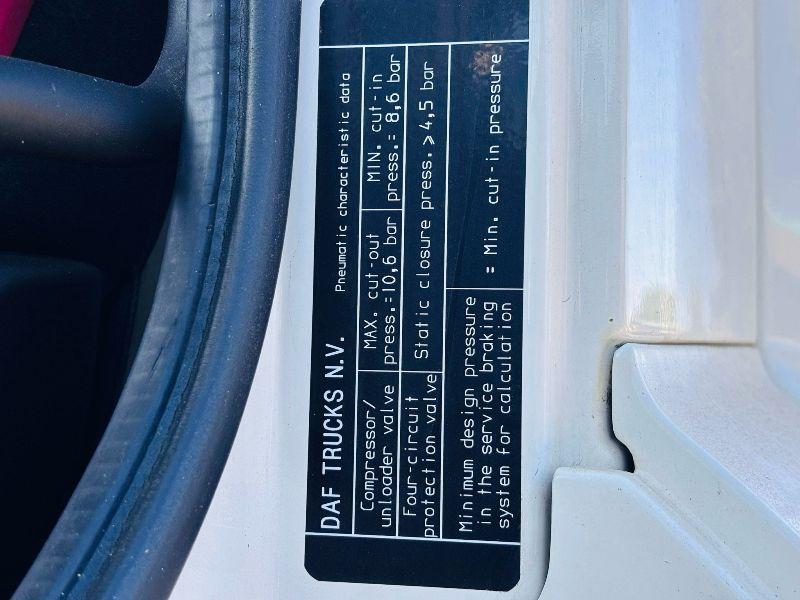 DAF TRUCKS N.V. Pneumatic characteristic data
Compressor/
unloader valve
MAX. cut-out
press.=10,6 bar
MIN. cut-in
press.= 8,6 bar
Four-circuit
protection valve
Static closure press. ⩾ 4,5 bar
Minimum design pressure
in the service braking
system for calculation
= Min. cut-in pressure